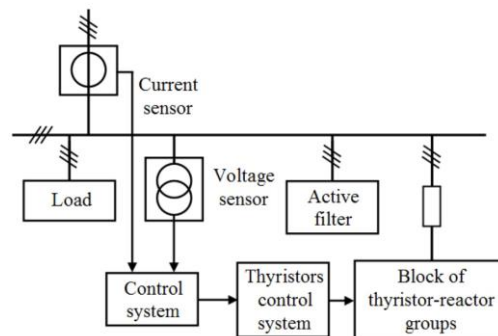 Current
sensor
Load
Voltage
sensor
Active
filter
Control
system
Thyristors
control
system
Block of
thyristor-reactor
groups